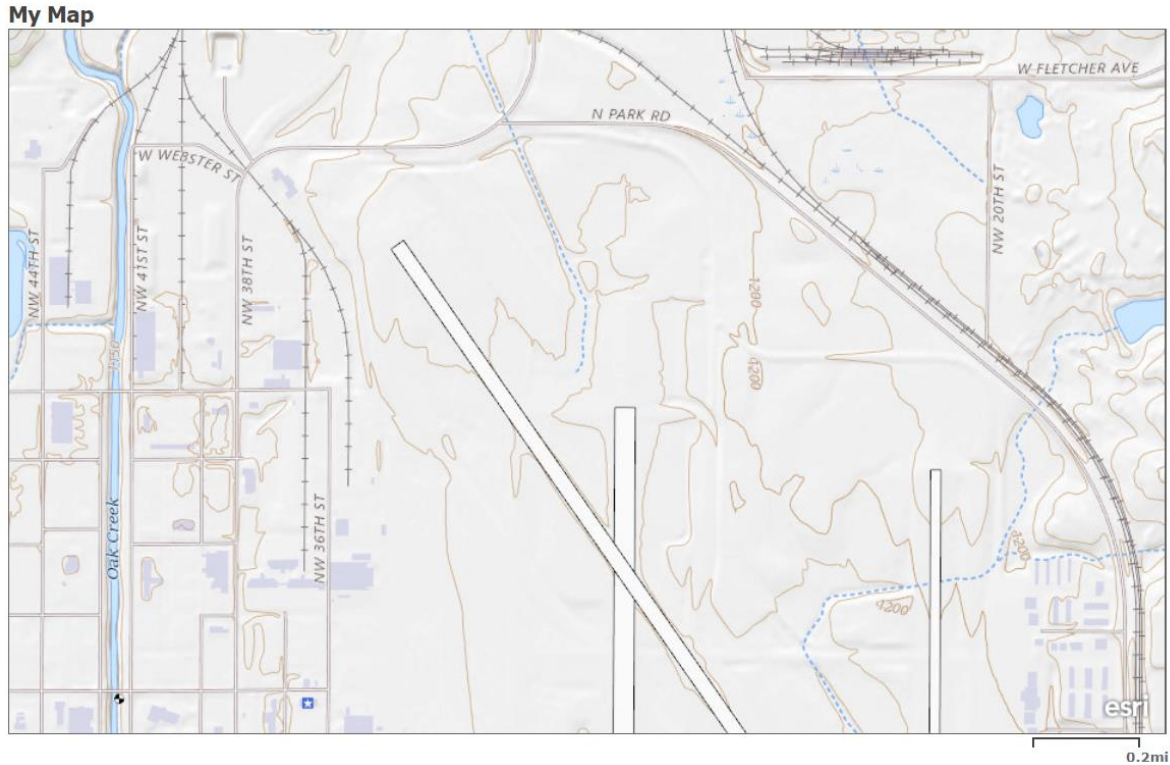 My Map
W FLETCHER AVE
N PARK RD
W WEBSTER ST
NW 20TH ST
NW 44TH ST
NW 41ST ST
NW 38TH ST
1200
1200
1150
Oak Creek
NW 36TH ST
1200
1200
esri
0.2mi